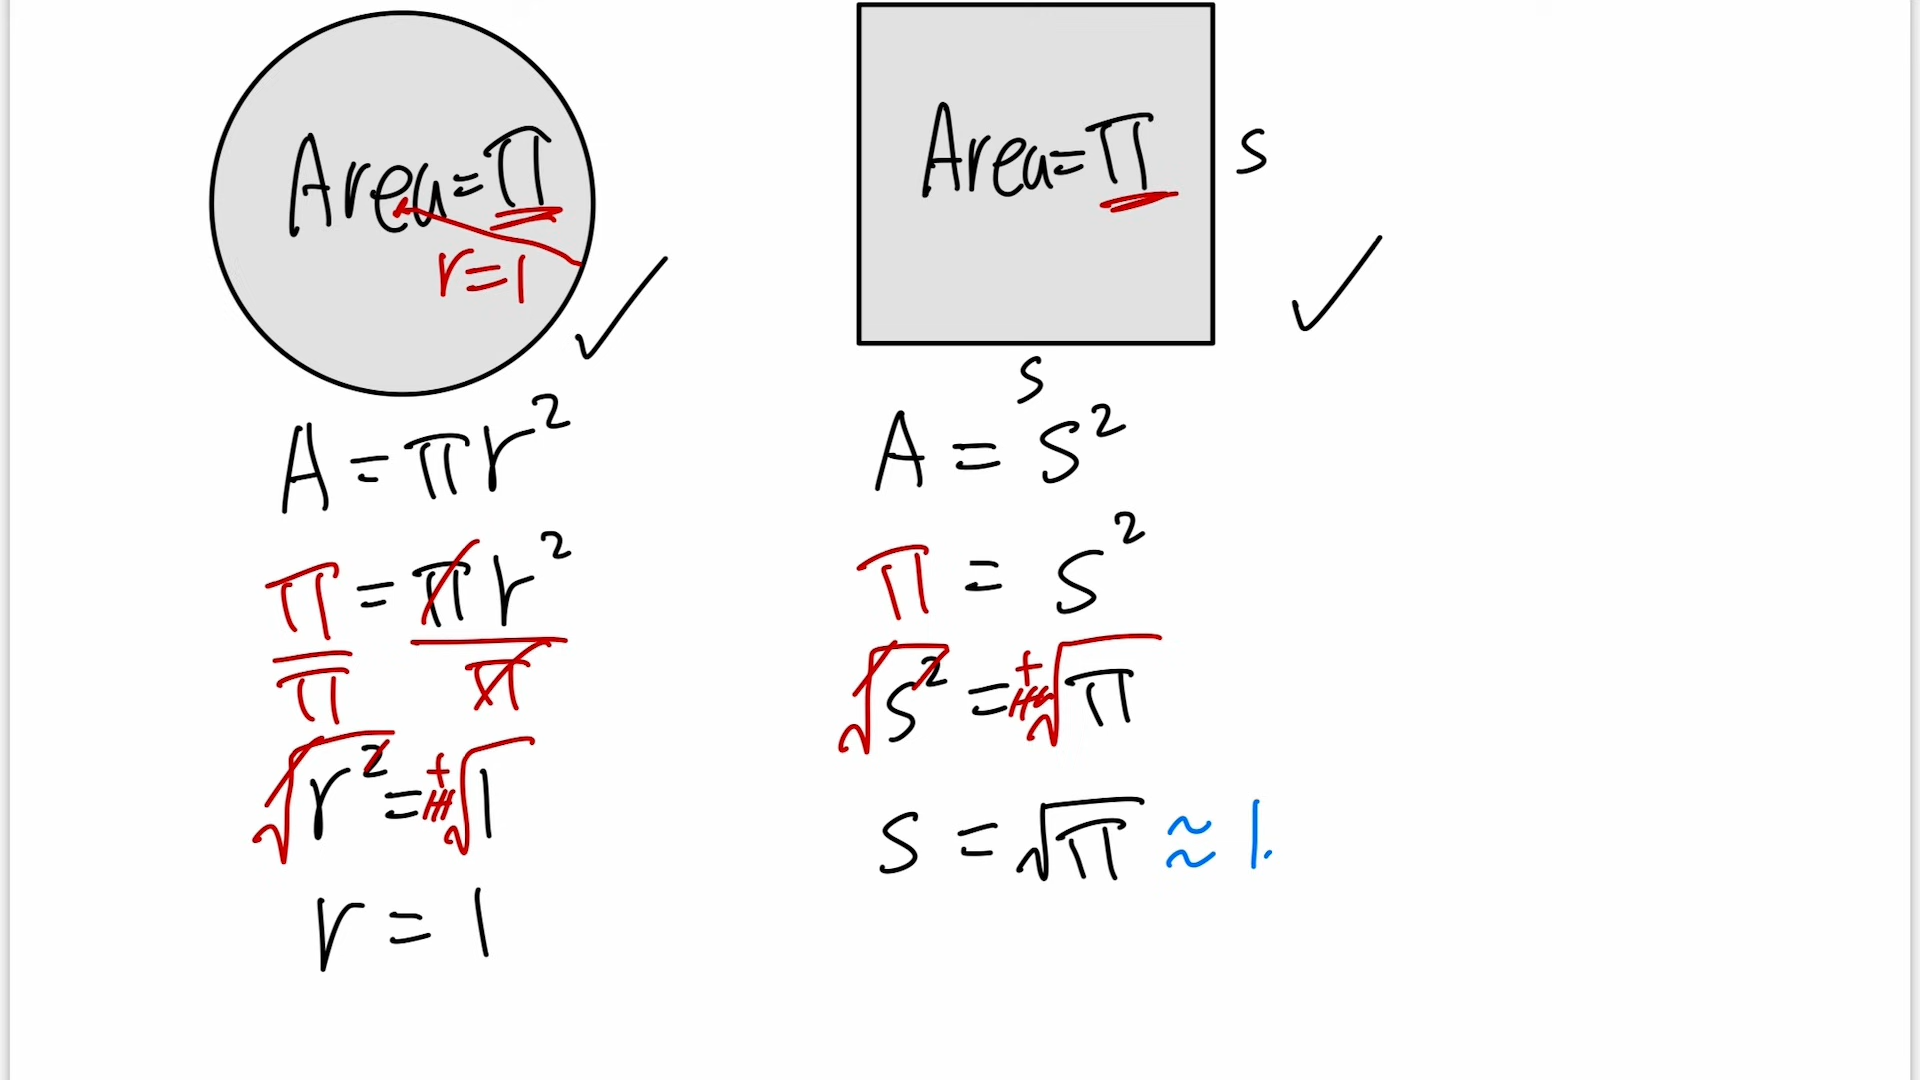 Area=π
r=1
A = πr²
π/π = πr²/π
√r² = +√1
r = 1
Area=π
s
s
A = s²
π = s²
√s² = +√π
s = √π ≈ 1.